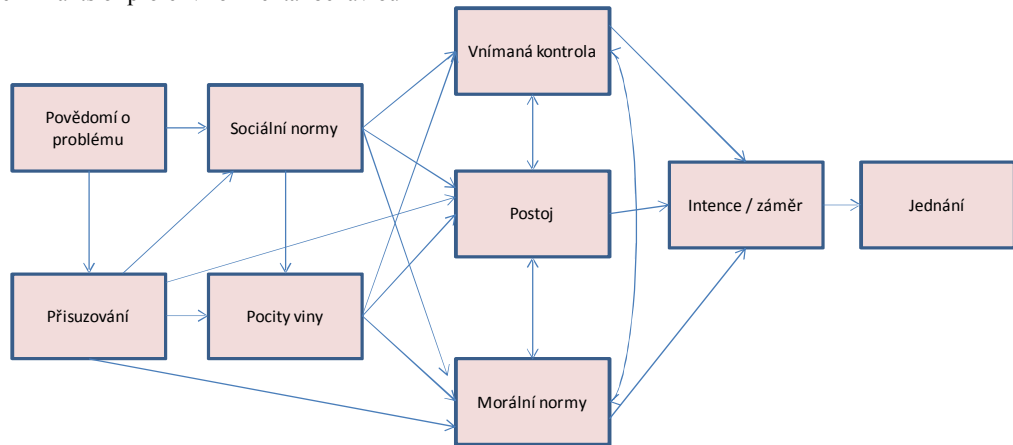 Vnímaná kontrola
Povědomí o
problému
Sociální normy
Postoj
Intence / záměr
Jednání
Přisuzování
Pocity viny
Morální normy